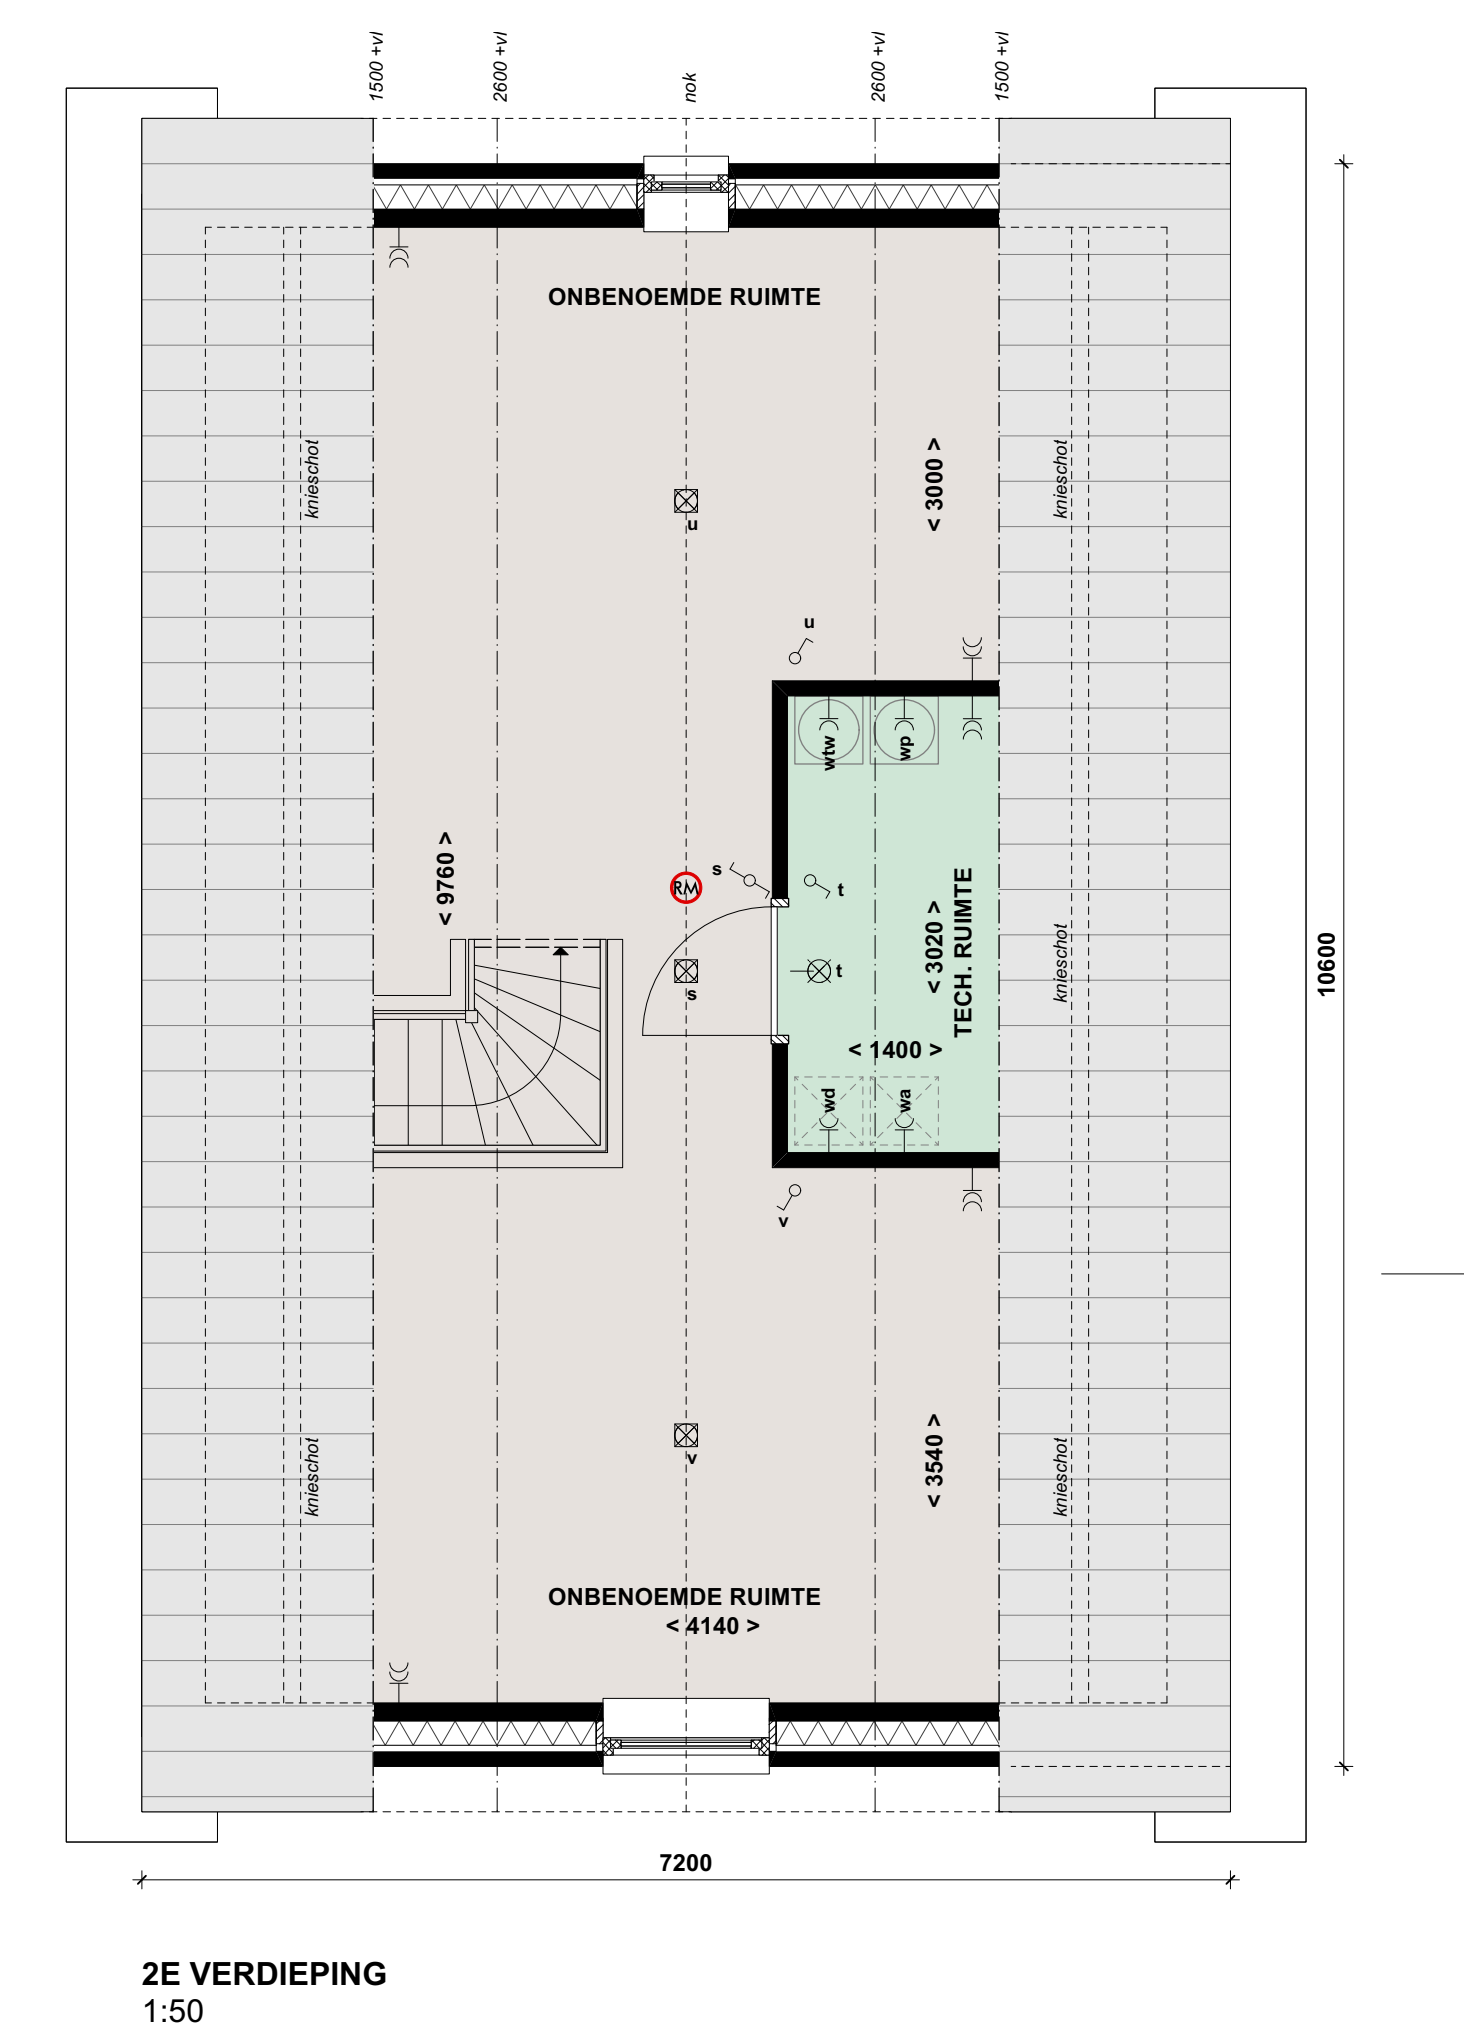 1500 +vl
2600 +vl
nok
2600 +vl
1500 +vl
ONBENOEMDE RUIMTE
knieschot
< 3000 >
knieschot
u
u
wtw
wp
< 9760 >
s
RM
t
s
t
< 3020 >
TECH. RUIMTE
knieschot
10600
< 1400 >
wd
wa
v
knieschot
v
< 3540 >
knieschot
ONBENOEMDE RUIMTE
< 4140 >
7200
2E VERDIEPING
1:50